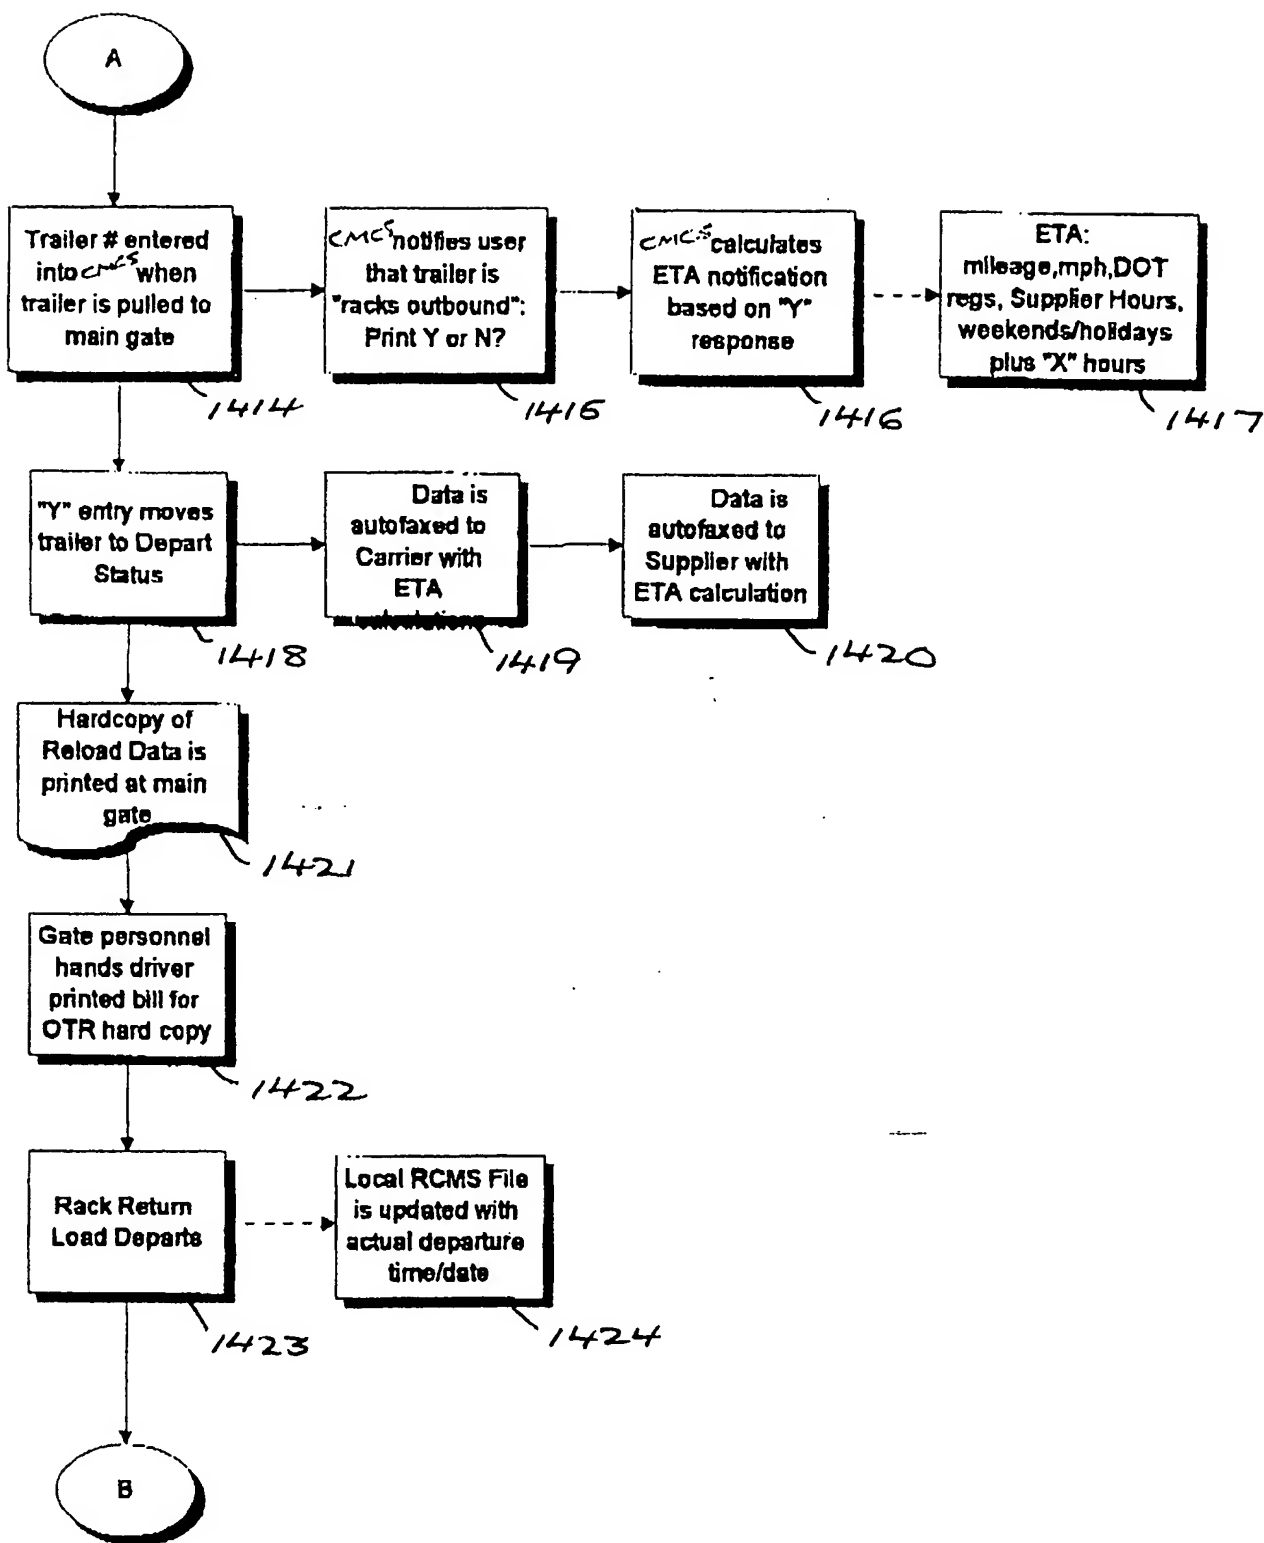 A
Trailer # entered
into CMCS when
trailer is pulled to
main gate
1414
CMCS notifies user
that trailer is
"racks outbound":
Print Y or N?
1415
CMCS calculates
ETA notification
based on "Y"
response
1416
ETA:
mileage,mph,DOT
regs, Supplier Hours,
weekends/holidays
plus "X" hours
1417
"Y" entry moves
trailer to Depart
Status
1418
Data is
autofaxed to
Carrier with
ETA
calculations
1419
Data is
autofaxed to
Supplier with
ETA calculation
1420
Hardcopy of
Reload Data is
printed at main
gate
1421
Gate personnel
hands driver
printed bill for
OTR hard copy
1422
Rack Return
Load Departs
1423
Local RCMS File
is updated with
actual departure
time/date
1424
B